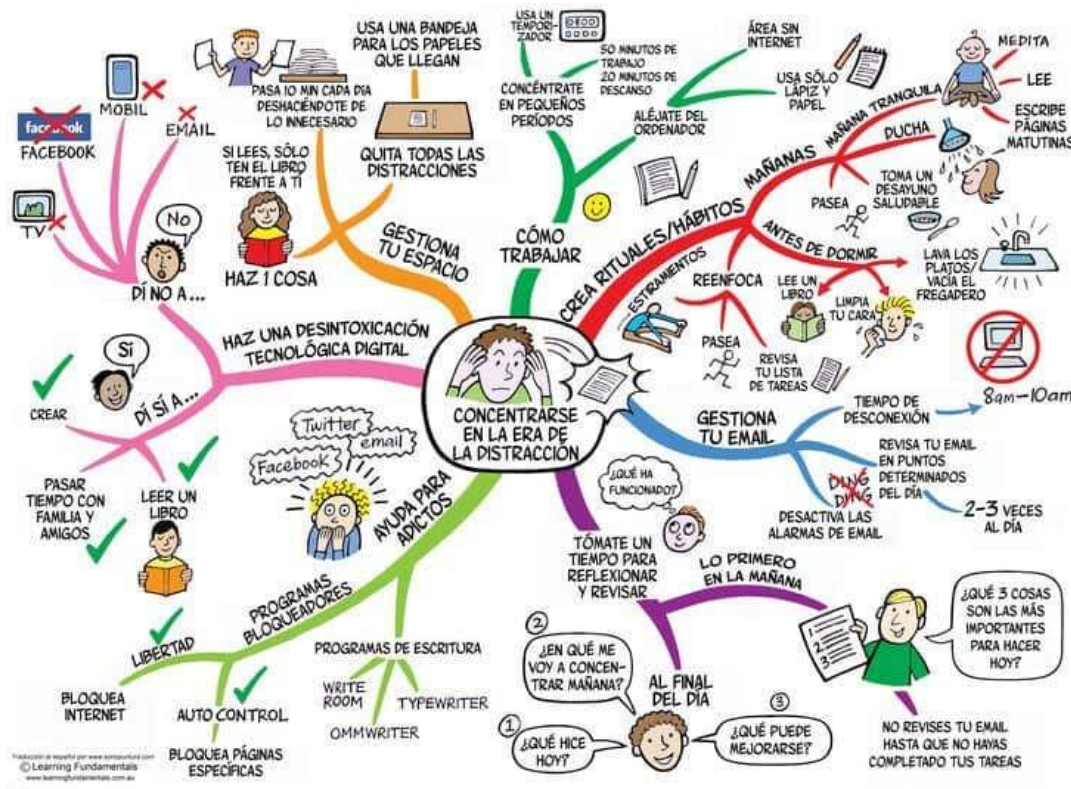 CONCENTRARSE
EN LA ERA DE
LA DISTRACCIÓN
CÓMO
TRABAJAR
CONCÉNTRATE
EN PEQUEÑOS
PERÍODOS
USA UN
TEMPORI-
ZADOR
50 MINUTOS DE
TRABAJO
20 MINUTOS DE
DESCANSO
ALÉJATE DEL
ORDENADOR
ÁREA SIN
INTERNET
USA SÓLO
LÁPIZ Y
PAPEL
CREA RITUALES/HÁBITOS
MAÑANAS
MAÑANA TRANQUILA
MEDITA
LEE
ESCRIBE
PÁGINAS
MATUTINAS
DUCHA
TOMA UN
DESAYUNO
SALUDABLE
PASEA
ANTES DE DORMIR
LEE UN
LIBRO
LIMPIA
TU CARA
LAVA LOS
PLATOS/
VACÍA EL
FREGADERO
REENFOCA
PASEA
REVISA
TU LISTA
DE TAREAS
ESTIRAMIENTOS
GESTIONA
TU EMAIL
TIEMPO DE
DESCONEXIÓN
8am-10am
REVISA TU EMAIL
EN PUNTOS
DETERMINADOS
DEL DÍA
2-3 VECES
AL DÍA
DING
DING
DESACTIVA LAS
ALARMAS DE EMAIL
TÓMATE UN
TIEMPO PARA
REFLEXIONAR
Y REVISAR
¿QUÉ HA
FUNCIONADO?
LO PRIMERO
EN LA MAÑANA
1
2
3
¿QUÉ 3 COSAS
SON LAS MÁS
IMPORTANTES
PARA HACER
HOY?
NO REVISES TU EMAIL
HASTA QUE NO HAYAS
COMPLETADO TUS TAREAS
AL FINAL
DEL DÍA
1
¿QUÉ HICE
HOY?
2
¿EN QUÉ ME
VOY A CONCEN-
TRAR MAÑANA?
3
¿QUÉ PUEDE
MEJORARSE?
AYUDA PARA
ADICTOS
Twitter
email
Facebook
PROGRAMAS DE ESCRITURA
WRITE
ROOM
OMMWRITER
TYPEWRITER
PROGRAMAS
BLOQUEADORES
LIBERTAD
BLOQUEA
INTERNET
AUTO CONTROL
BLOQUEA PÁGINAS
ESPECÍFICAS
HAZ UNA DESINTOXICACIÓN
TECNOLÓGICA DIGITAL
DÍ SÍ A...
Sí
CREAR
PASAR
TIEMPO CON
FAMILIA Y
AMIGOS
LEER UN
LIBRO
DÍ NO A...
No
TV
facebook
FACEBOOK
MOBIL
EMAIL
GESTIONA
TU ESPACIO
HAZ 1 COSA
SI LEES, SÓLO
TEN EL LIBRO
FRENTE A TÍ
PASA 10 MIN CADA DIA
DESHACIÉNDOTE DE
LO INNECESARIO
USA UNA BANDEJA
PARA LOS PAPELES
QUE LLEGAN
QUITA TODAS LAS
DISTRACCIONES
© Learning Fundamentals
www.learningfundamentals.com.au